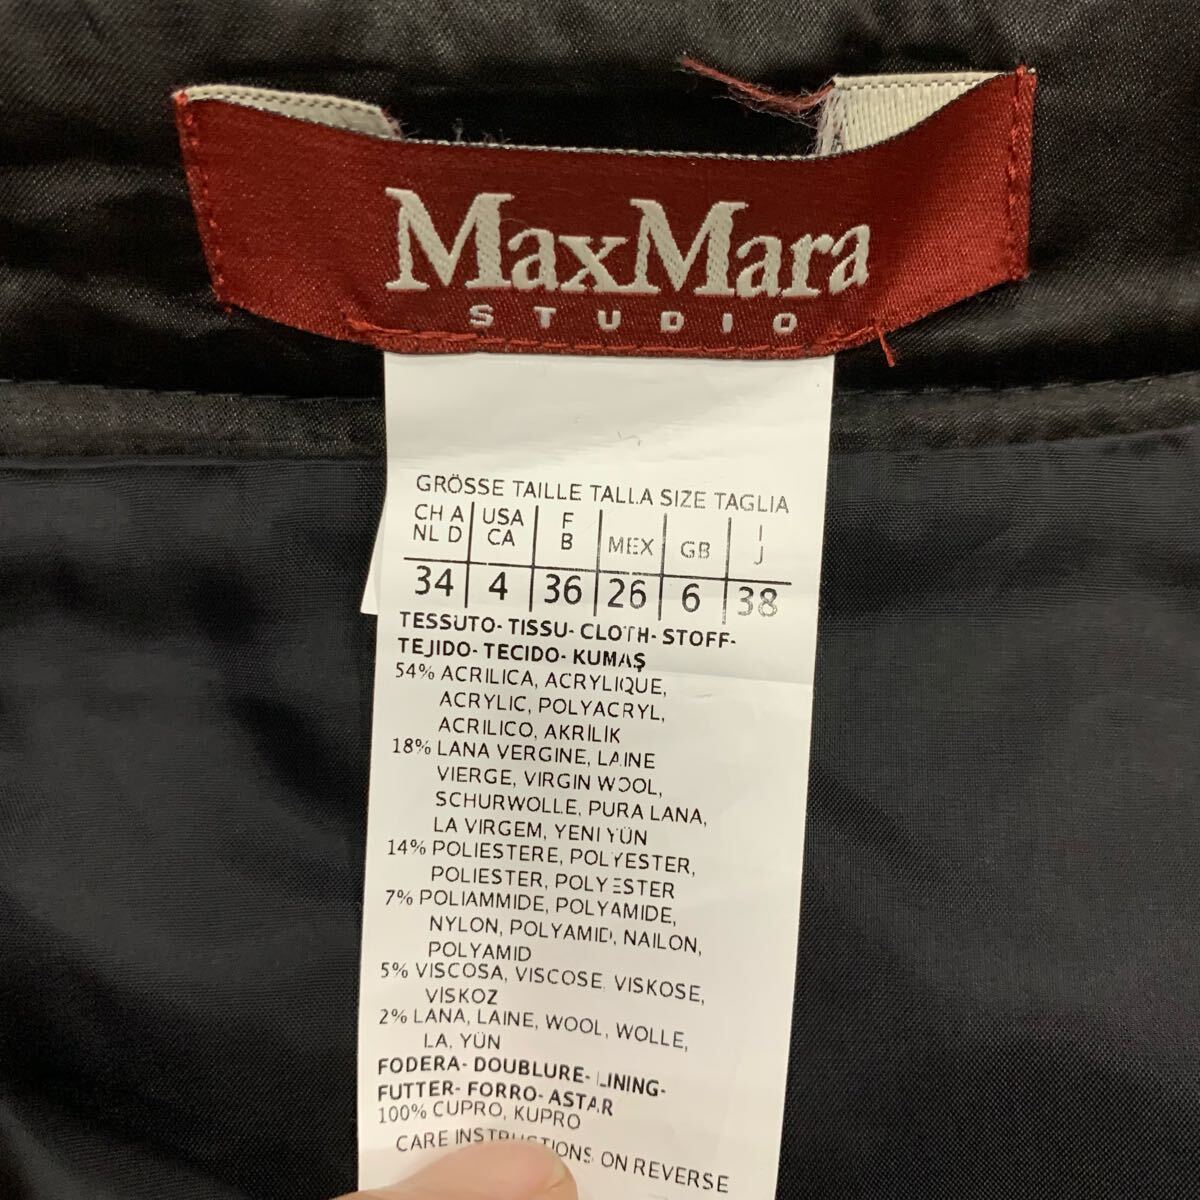 MaxMara
STUDIO
GRÖSSE TAILLE TALLA SIZE TAGLIA
CH A USA F MEX GB I
NL D CA B J
34 4 36 26 6 38
TESSUTO- TISSU- CLOTH- STOFF-
TEJIDO- TECIDO- KUMAŞ
54% ACRILICA, ACRYLIQUE,
ACRYLIC, POLYACRYL,
ACRILICO, AKRİLİK
18% LANA VERGINE, LAINE
VIERGE, VIRGIN WOOL,
SCHURWOLLE, PURA LANA,
LA VIRGEM, YENI YÜN
14% POLIESTERE, POLYESTER,
POLIESTER, POLYESTER
7% POLIAMMIDE, POLYAMIDE,
NYLON, POLYAMID, NAILON,
POLYAMID
5% VISCOSA, VISCOSE, VISKOSE,
VİSKOZ
2% LANA, LAINE, WOOL, WOLLE,
LA, YÜN
FODERA- DOUBLURE- LINING-
FUTTER- FORRO- ASTAR
100% CUPRO, KUPRO
CARE INSTRUCTIONS ON REVERSE